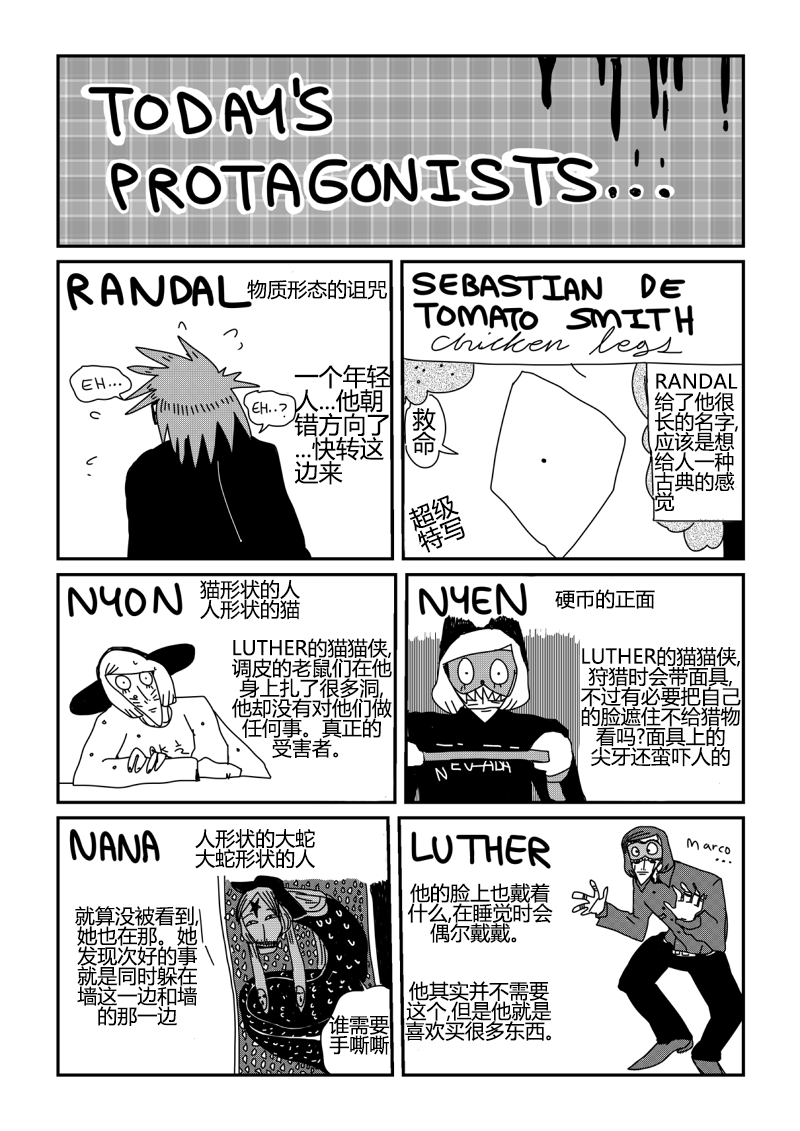 TODAY'S
PROTAGONISTS...
RANDAL
物质形态的诅咒
EH...
EH..?
一个年轻
人...他朝
错方向了
...快转这
边来
SEBASTIAN DE
TOMATO SMITH
chicken legs
救
命
RANDAL
给了他很
长的名字,
应该是想
给人一种
古典的感
觉
超级
特写
NYON
猫形状的人
人形状的猫
LUTHER的猫猫侠,
调皮的老鼠们在他
身上扎了很多洞,
他却没有对他们做
任何事。真正的
受害者。
NYEN
硬币的正面
LUTHER的猫猫侠,
狩猎时会带面具,
不过有必要把自己
的脸遮住不给猎物
看吗?面具上的
尖牙还蛮吓人的
NEVADA
NANA
人形状的大蛇
大蛇形状的人
就算没被看到,
她也在那。她
发现次好的事
就是同时躲在
墙这一边和墙
的那一边
谁需要
手嘶嘶
LUTHER
他的脸上也戴着
什么,在睡觉时会
偶尔戴戴。
他其实并不需要
这个,但是他就是
喜欢买很多东西。
Marco
...